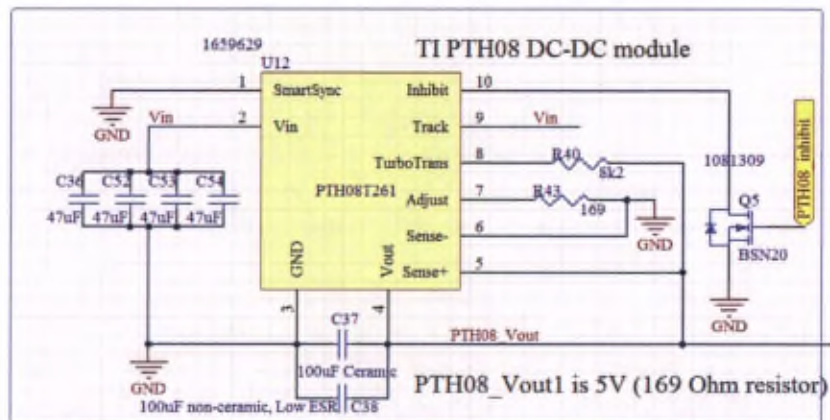 1659629
TI PTH08 DC-DC module
U12
1
SmartSync
Inhibit
10
GND
Vin
2
Vin
Track
9
Vin
TurboTrans
8
R40
8k2
1081309
PTH08_inhibit
C36
C52
C53
C54
PTH08T261
Adjust
7
R43
169
Q5
47uF
47uF
47uF
47uF
Sense-
6
GND
BSN20
GND
Vout
Sense+
5
3
4
GND
C37
PTH08_Vout
100uF Ceramic
GND
100uF non-ceramic, Low ESR
C38
PTH08_Vout1 is 5V (169 Ohm resistor)